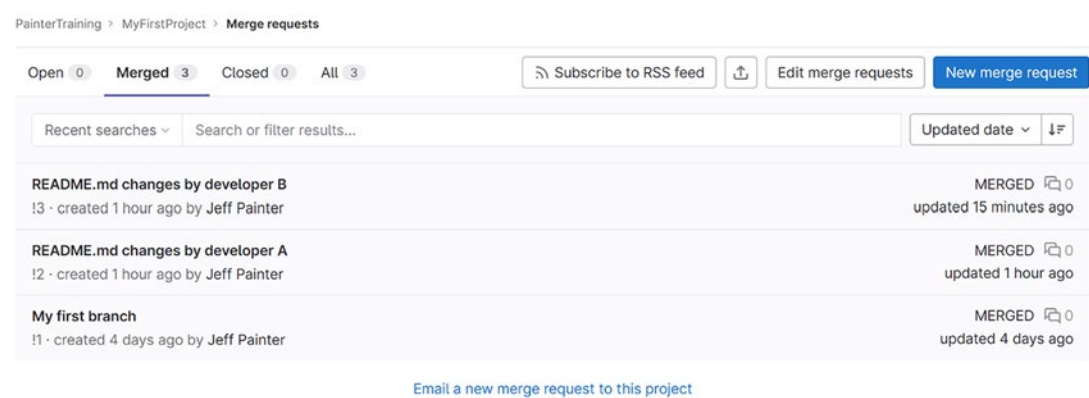 PainterTraining > MyFirstProject > Merge requests
Open 0 Merged 3 Closed 0 All 3 Subscribe to RSS feed Edit merge requests New merge request
Recent searches Search or filter results... Updated date
README.md changes by developer B MERGED 0
!3 · created 1 hour ago by Jeff Painter updated 15 minutes ago
README.md changes by developer A MERGED 0
!2 · created 1 hour ago by Jeff Painter updated 1 hour ago
My first branch MERGED 0
!1 · created 4 days ago by Jeff Painter updated 4 days ago
Email a new merge request to this project